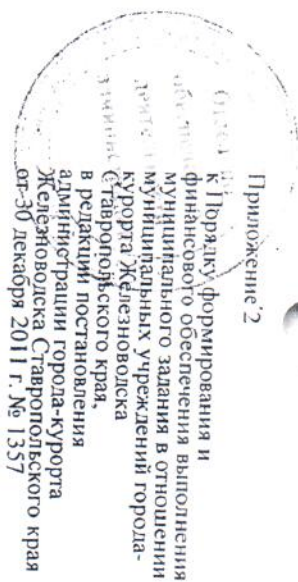 Приложение 2
к Порядку формирования и
финансового обеспечения выполнения
муниципального задания в отношении
муниципальных учреждений города-
курорта Железноводска
Ставропольского края,
в редакции постановления
администрации города-курорта
Железноводска Ставропольского края
от 30 декабря 2011 г. № 1357